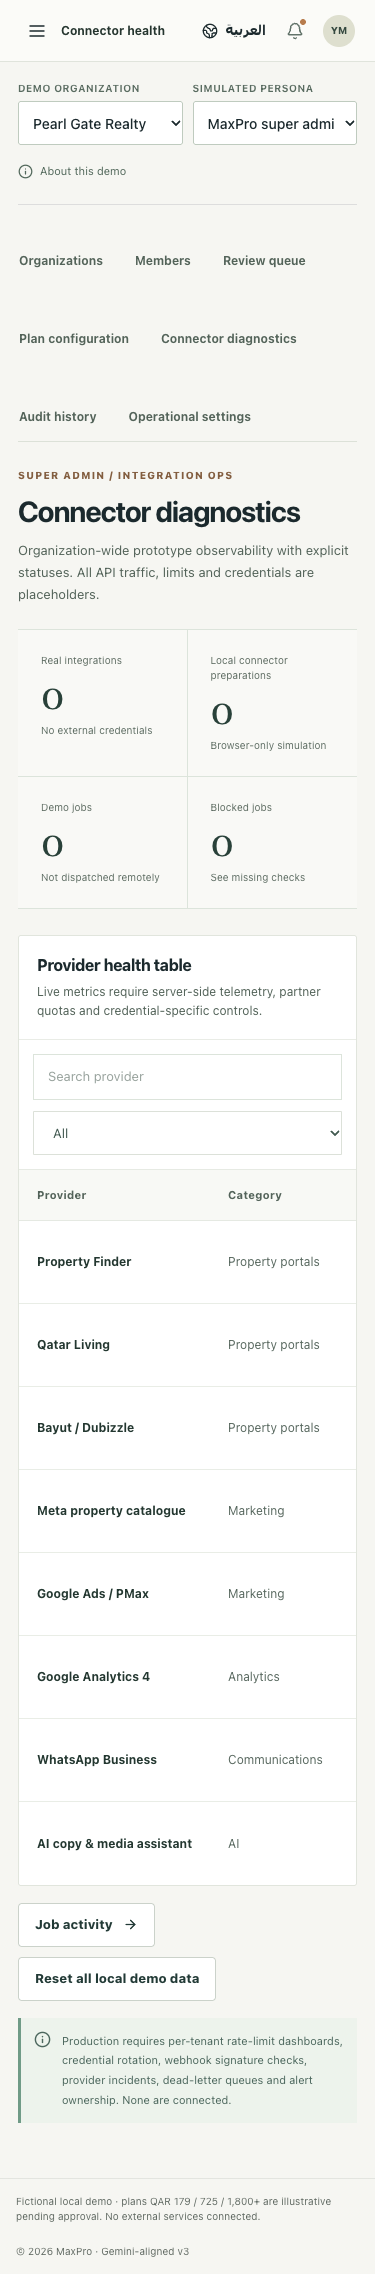 Connector health
العربية
YM
DEMO ORGANIZATION
SIMULATED PERSONA
Pearl Gate Realty
MaxPro super admi
About this demo
Organizations Members Review queue
Plan configuration Connector diagnostics
Audit history Operational settings
SUPER ADMIN / INTEGRATION OPS
Connector diagnostics
Organization-wide prototype observability with explicit
statuses. All API traffic, limits and credentials are
placeholders.
Real integrations
0
No external credentials
Local connector
preparations
0
Browser-only simulation
Demo jobs
0
Not dispatched remotely
Blocked jobs
0
See missing checks
Provider health table
Live metrics require server-side telemetry, partner
quotas and credential-specific controls.
Search provider
All
Provider Category
Property Finder Property portals
Qatar Living Property portals
Bayut / Dubizzle Property portals
Meta property catalogue Marketing
Google Ads / PMax Marketing
Google Analytics 4 Analytics
WhatsApp Business Communications
AI copy & media assistant AI
Job activity →
Reset all local demo data
Production requires per-tenant rate-limit dashboards,
credential rotation, webhook signature checks,
provider incidents, dead-letter queues and alert
ownership. None are connected.
Fictional local demo · plans QAR 179 / 725 / 1,800+ are illustrative
pending approval. No external services connected.
© 2026 MaxPro · Gemini-aligned v3